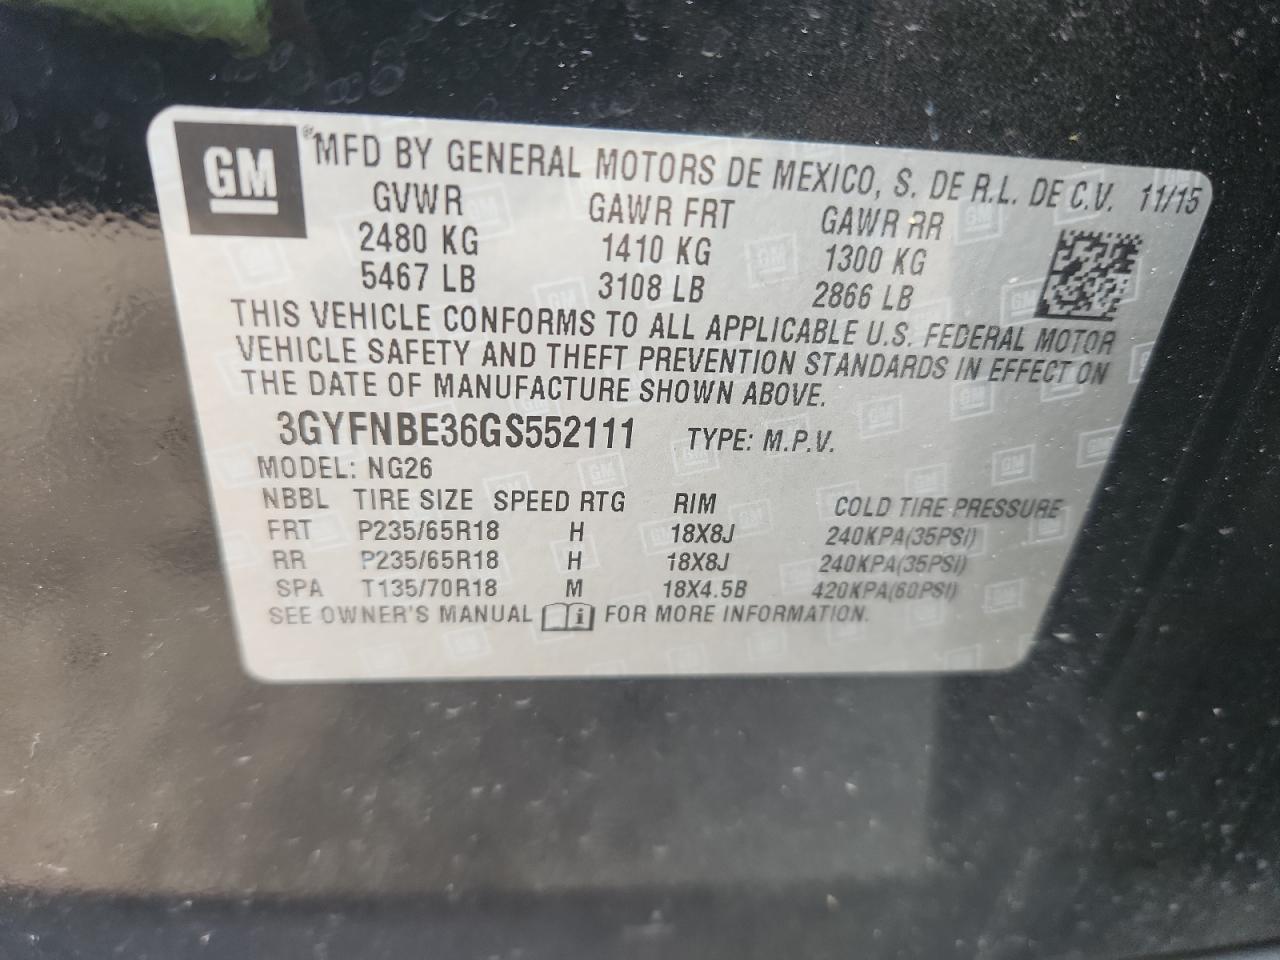 GM ® MFD BY GENERAL MOTORS DE MEXICO, S. DE R.L. DE C.V. 11/15
GVWR GAWR FRT GAWR RR
2480 KG 1410 KG 1300 KG
5467 LB 3108 LB 2866 LB
THIS VEHICLE CONFORMS TO ALL APPLICABLE U.S. FEDERAL MOTOR
VEHICLE SAFETY AND THEFT PREVENTION STANDARDS IN EFFECT ON
THE DATE OF MANUFACTURE SHOWN ABOVE.
3GYFNBE36GS552111 TYPE: M.P.V.
MODEL: NG26
NBBL TIRE SIZE SPEED RTG RIM COLD TIRE PRESSURE
FRT P235/65R18 H 18X8J 240KPA(35PSI)
RR P235/65R18 H 18X8J 240KPA(35PSI)
SPA T135/70R18 M 18X4.5B 420KPA(60PSI)
SEE OWNER'S MANUAL i FOR MORE INFORMATION.